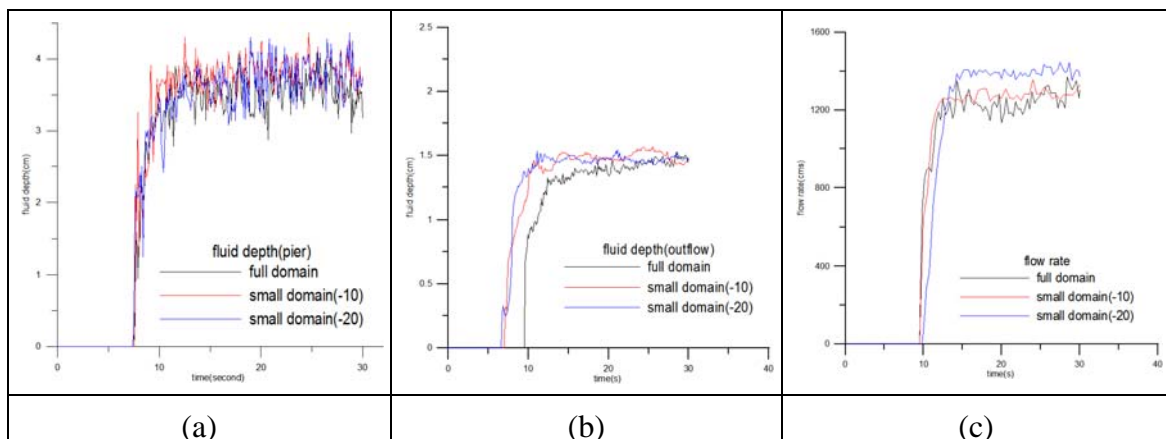 4
3
2
1
0
fluid depth(cm)
fluid depth(pier)
full domain
small domain(-10)
small domain(-20)
0
10
20
30
time(second)
2.5
2
1.5
1
0.5
0
fluid depth(cm)
fluid depth(outflow)
full domain
small domain(-10)
small domain(-20)
0
10
20
30
40
time(s)
1600
1200
800
400
0
flow rate(cms)
flow rate
full domain
small domain(-10)
small domain(-20)
0
10
20
30
40
time(s)
(a)
(b)
(c)